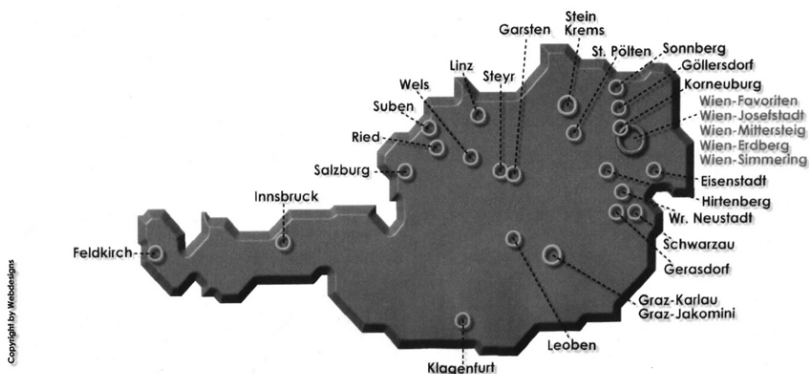 Stein
Krems
Garsten
St. Pölten
Sonnberg
Göllersdorf
Linz
Steyr
Korneuburg
Wels
Wien-Favoriten
Suben
Wien-Josefstadt
Wien-Mittersteig
Ried
Wien-Erdberg
Wien-Simmering
Salzburg
Eisenstadt
Innsbruck
Hirtenberg
Wr. Neustadt
Feldkirch
Schwarzau
Gerasdorf
Graz-Karlau
Graz-Jakomini
Leoben
Klagenfurt
Copyright by Webdesigns